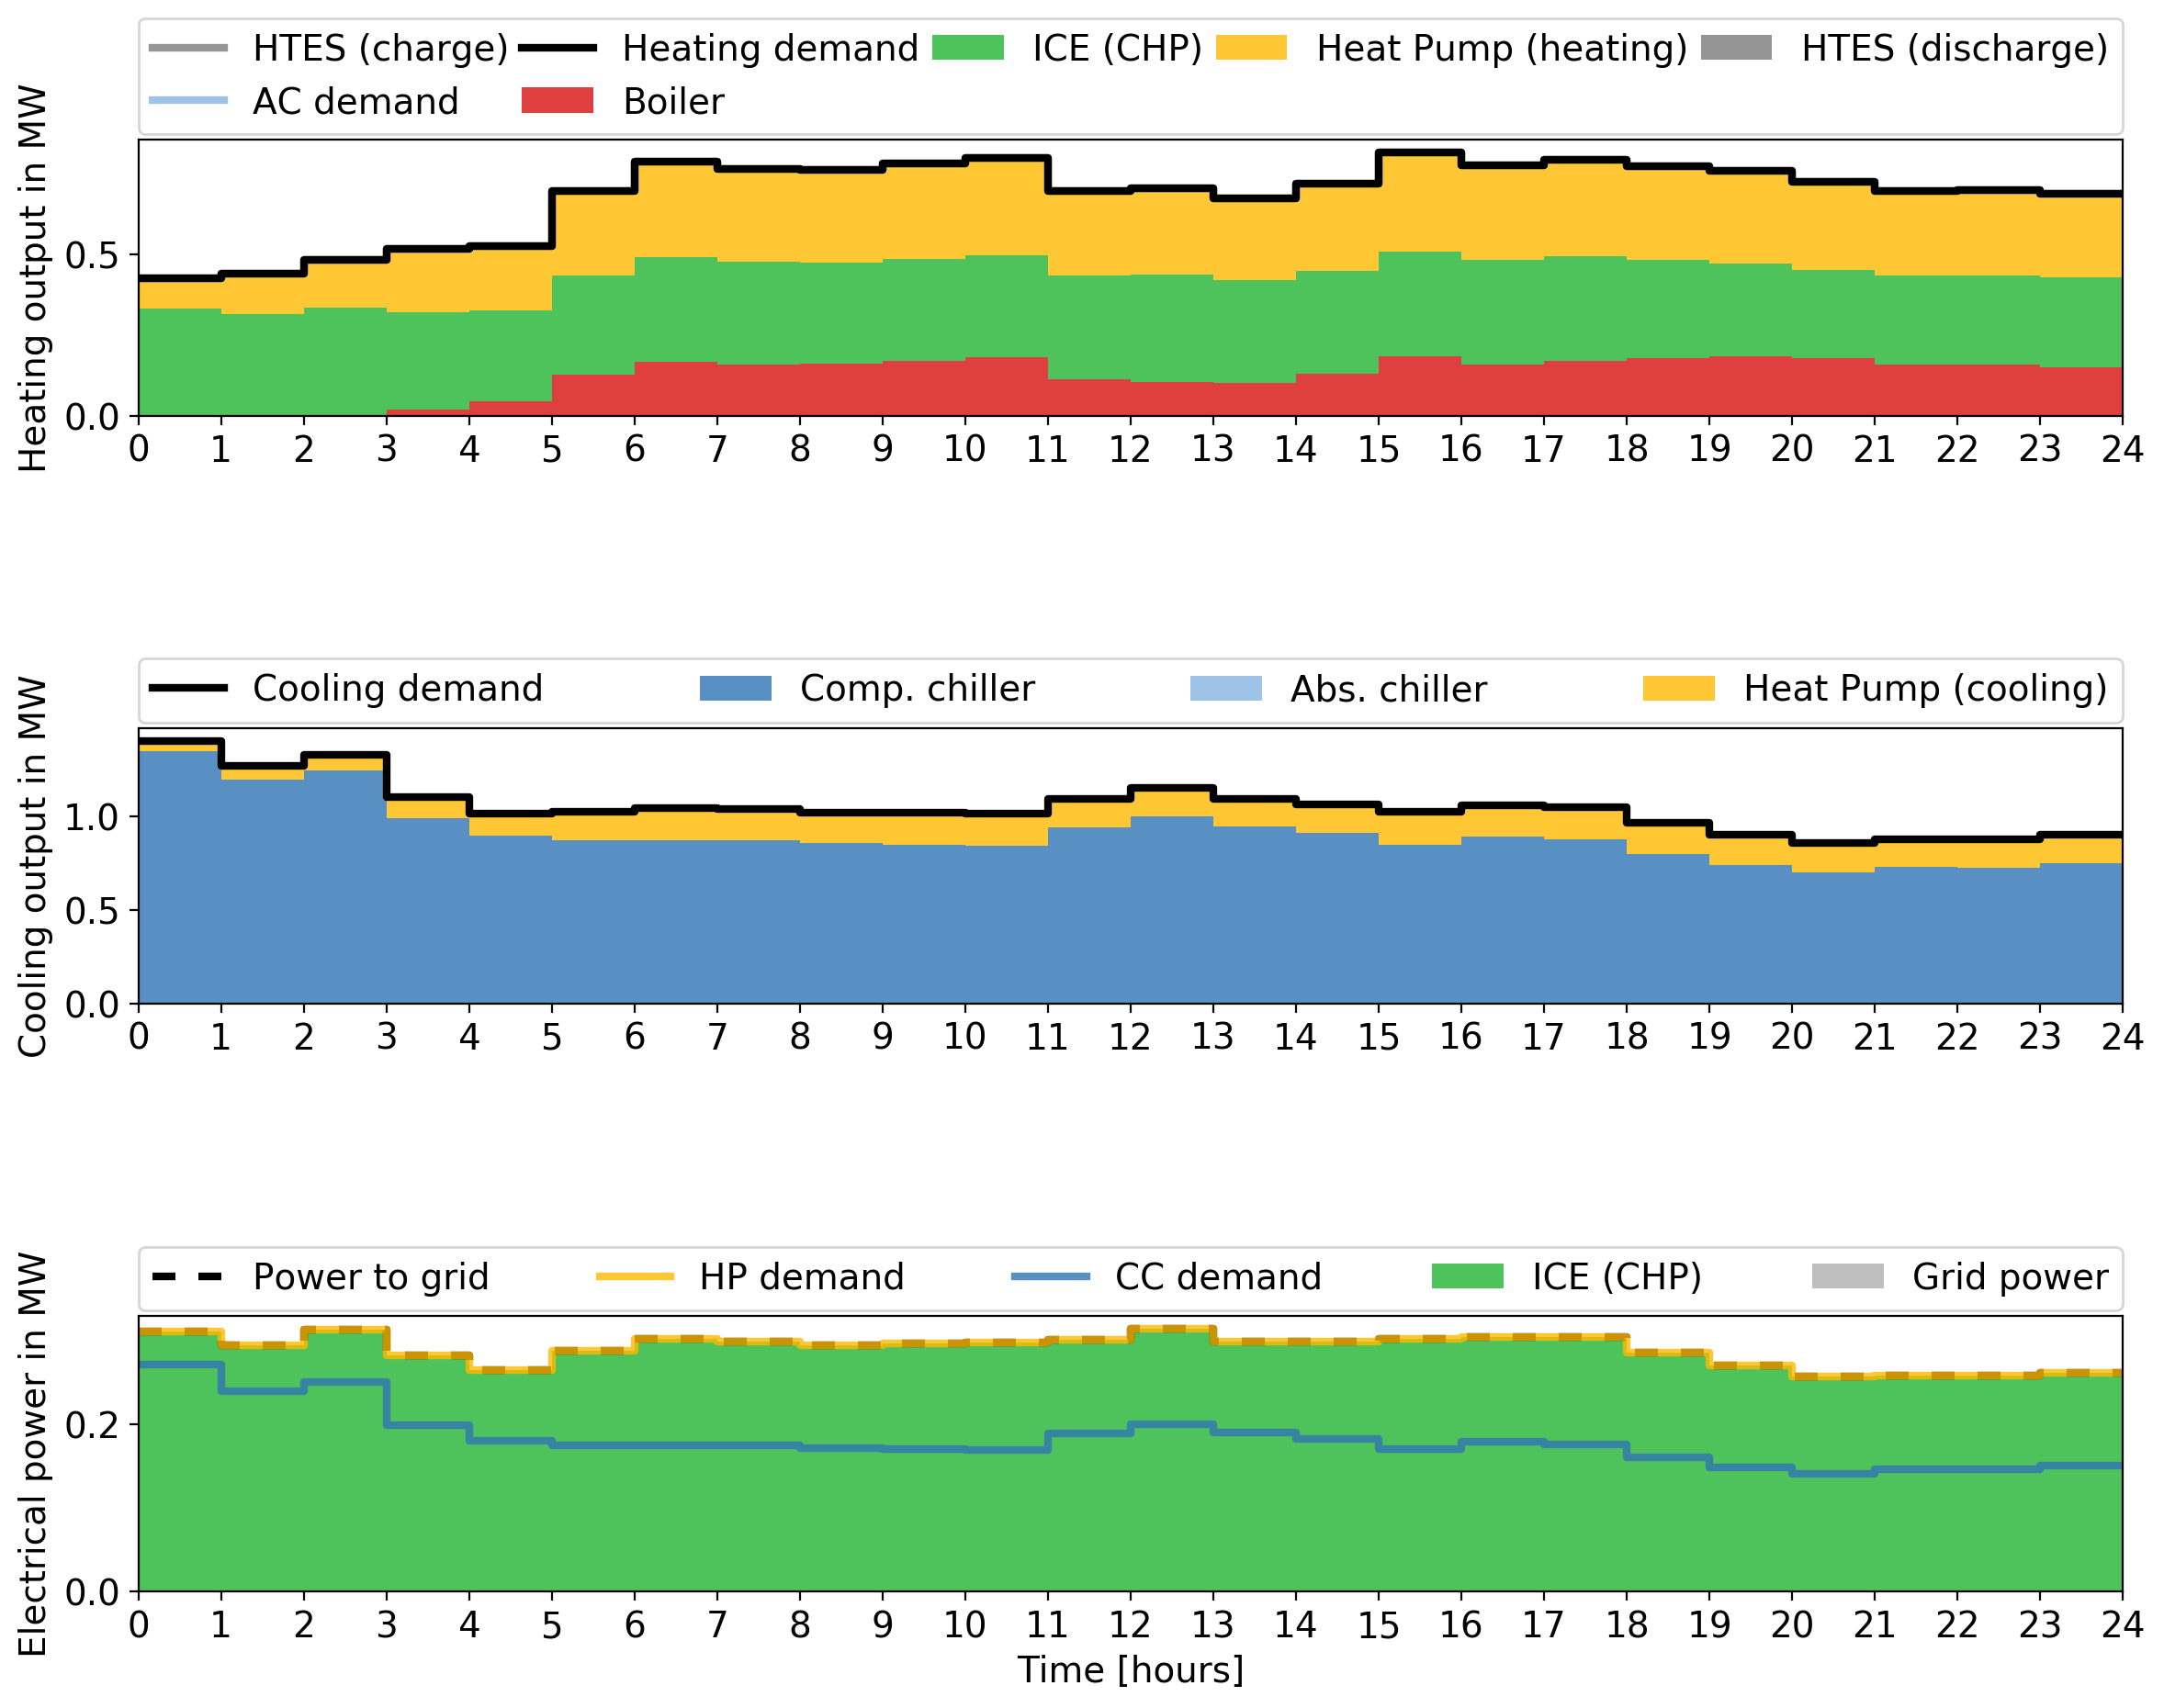 HTES (charge) Heating demand ICE (CHP) Heat Pump (heating) HTES (discharge)
AC demand Boiler
Heating output in MW
0.5
0.0
0 1 2 3 4 5 6 7 8 9 10 11 12 13 14 15 16 17 18 19 20 21 22 23 24
Cooling demand Comp. chiller Abs. chiller Heat Pump (cooling)
Cooling output in MW
1.0
0.5
0.0
0 1 2 3 4 5 6 7 8 9 10 11 12 13 14 15 16 17 18 19 20 21 22 23 24
Power to grid HP demand CC demand ICE (CHP) Grid power
Electrical power in MW
0.2
0.0
0 1 2 3 4 5 6 7 8 9 10 11 12 13 14 15 16 17 18 19 20 21 22 23 24
Time [hours]